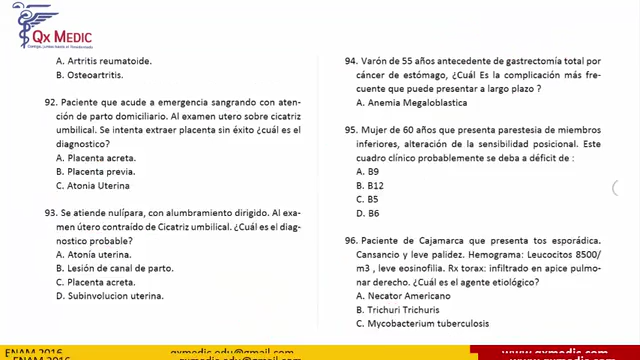 Qx MEDIC
A. Artritis reumatoide.
B. Osteoartritis.
92. Paciente que acude a emergencia sangrando con aten-
ción de parto domiciliario. Al examen utero sobre cicatriz
umbilical. Se intenta extraer placenta sin éxito ¿cuál es el
diagnostico?
A. Placenta acreta.
B. Placenta previa.
C. Atonia Uterina
93. Se atiende nulípara, con alumbramiento dirigido. Al exa-
men útero contraído de Cicatriz umbilical. ¿Cuál es el diag-
nostico probable?
A. Atonía uterina.
B. Lesión de canal de parto.
C. Placenta acreta.
D. Subinvolucion uterina.
94. Varón de 55 años antecedente de gastrectomía total por
cáncer de estómago, ¿Cuál Es la complicación más fre-
cuente que puede presentar a largo plazo ?
A. Anemia Megaloblastica
95. Mujer de 60 años que presenta parestesia de miembros
inferiores, alteración de la sensibilidad posicional. Este
cuadro clínico probablemente se deba a déficit de :
A. B9
B. B12
C. B5
D. B6
96. Paciente de Cajamarca que presenta tos esporádica.
Cansancio y leve palidez. Hemograma: Leucocitos 8500/
m3 , leve eosinofilia. Rx torax: infiltrado en apice pulmo-
nar derecho. ¿Cuál es el agente etiológico?
A. Necator Americano
B. Trichuri Trichuris
C. Mycobacterium tuberculosis
ENAM 2016 qxmedic.edu@gmail.com www.qxmedic.com